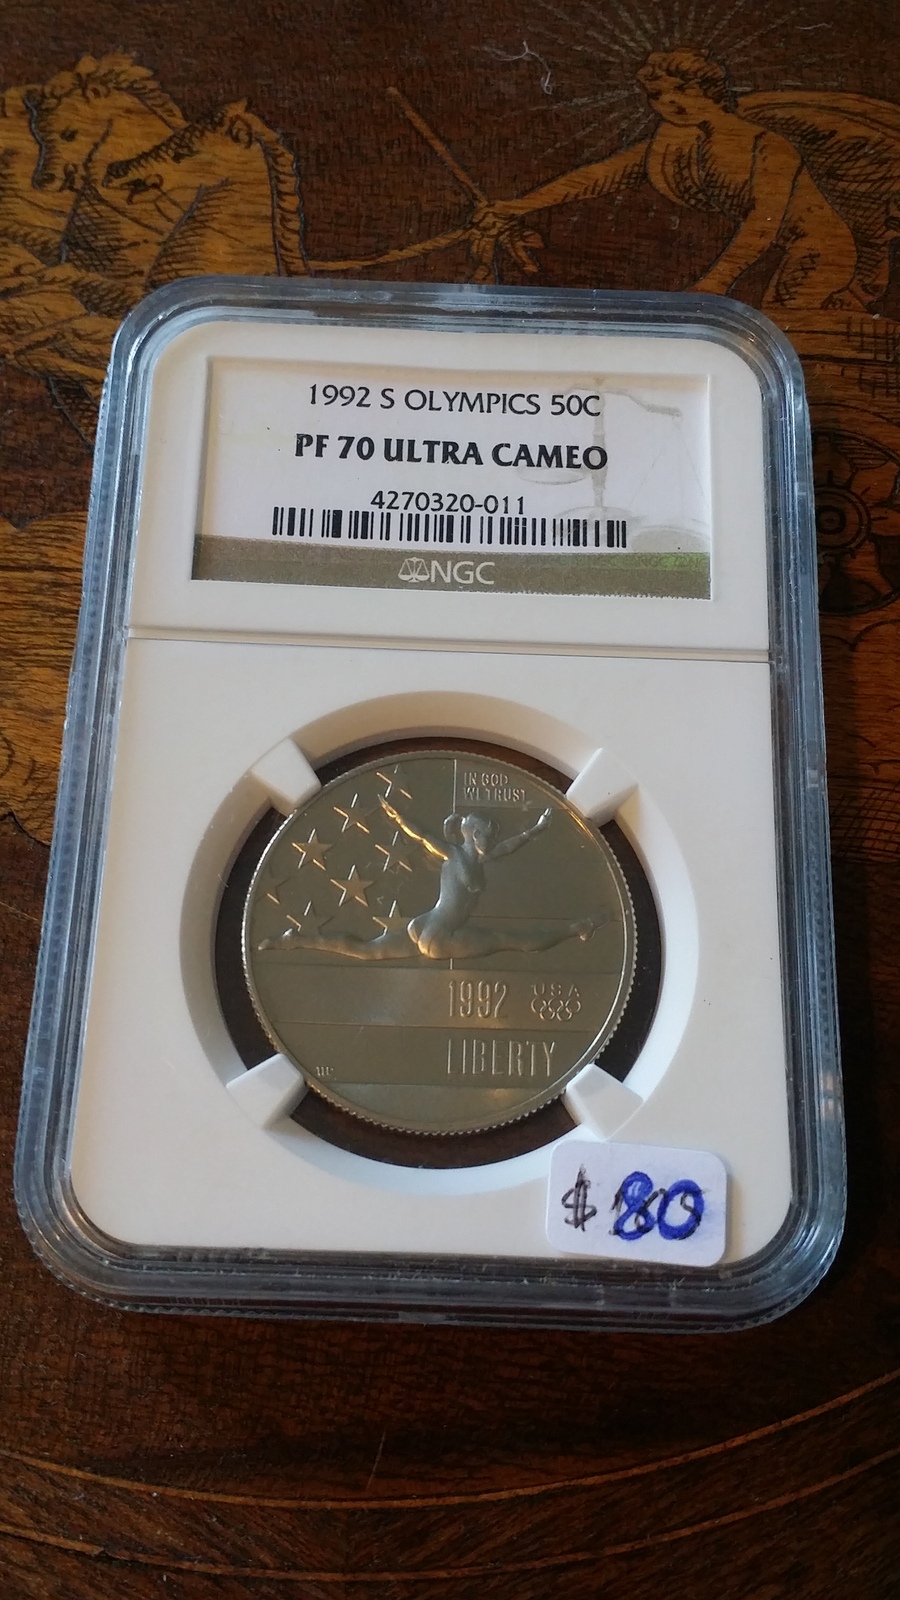 1992 S OLYMPICS 50C
PF 70 ULTRA CAMEO
4270320-011
NGC
IN GOD
WE TRUST
1992 USA
LIBERTY
$ 80